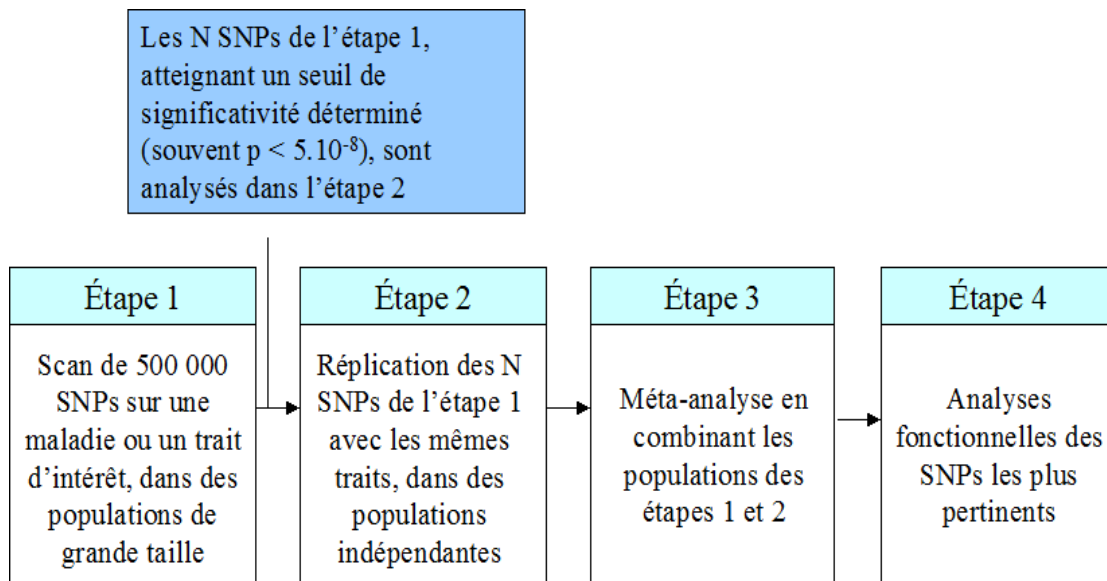 Les N SNPs de l'étape 1,
atteignant un seuil de
significativité déterminé
(souvent p < 5.10⁻⁸), sont
analysés dans l'étape 2
Étape 1
Scan de 500 000
SNPs sur une
maladie ou un trait
d'intérêt, dans des
populations de
grande taille
Étape 2
Réplication des N
SNPs de l'étape 1
avec les mêmes
traits, dans des
populations
indépendantes
Étape 3
Méta-analyse en
combinant les
populations des
étapes 1 et 2
Étape 4
Analyses
fonctionnelles des
SNPs les plus
pertinents